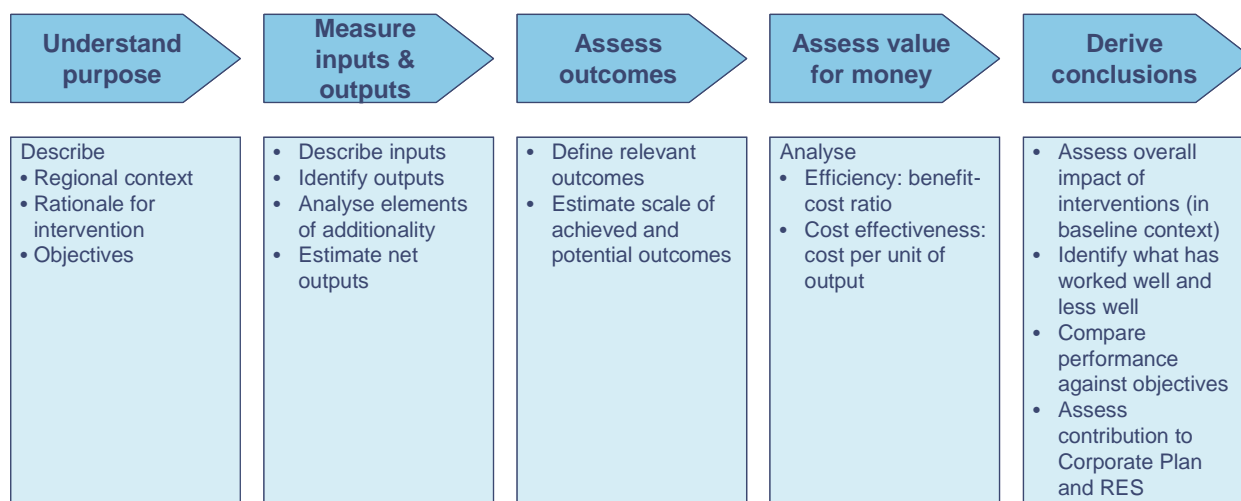 Understand
purpose
Measure
inputs &
outputs
Assess
outcomes
Assess value
for money
Derive
conclusions
Describe
• Regional context
• Rationale for
intervention
• Objectives
• Describe inputs
• Identify outputs
• Analyse elements
of additionality
• Estimate net
outputs
• Define relevant
outcomes
• Estimate scale of
achieved and
potential outcomes
Analyse
• Efficiency: benefit-
cost ratio
• Cost effectiveness:
cost per unit of
output
• Assess overall
impact of
interventions (in
baseline context)
• Identify what has
worked well and
less well
• Compare
performance
against objectives
• Assess
contribution to
Corporate Plan
and RES